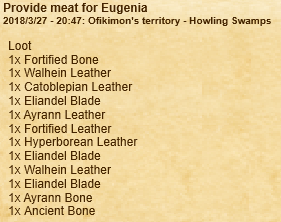 Provide meat for Eugenia
2018/3/27 - 20:47: Ofikimon's territory - Howling Swamps
Loot
1x Fortified Bone
1x Walhein Leather
1x Catoblepian Leather
1x Eliandel Blade
1x Ayrann Leather
1x Fortified Leather
1x Hyperborean Leather
1x Eliandel Blade
1x Walhein Leather
1x Eliandel Blade
1x Ayrann Bone
1x Ancient Bone